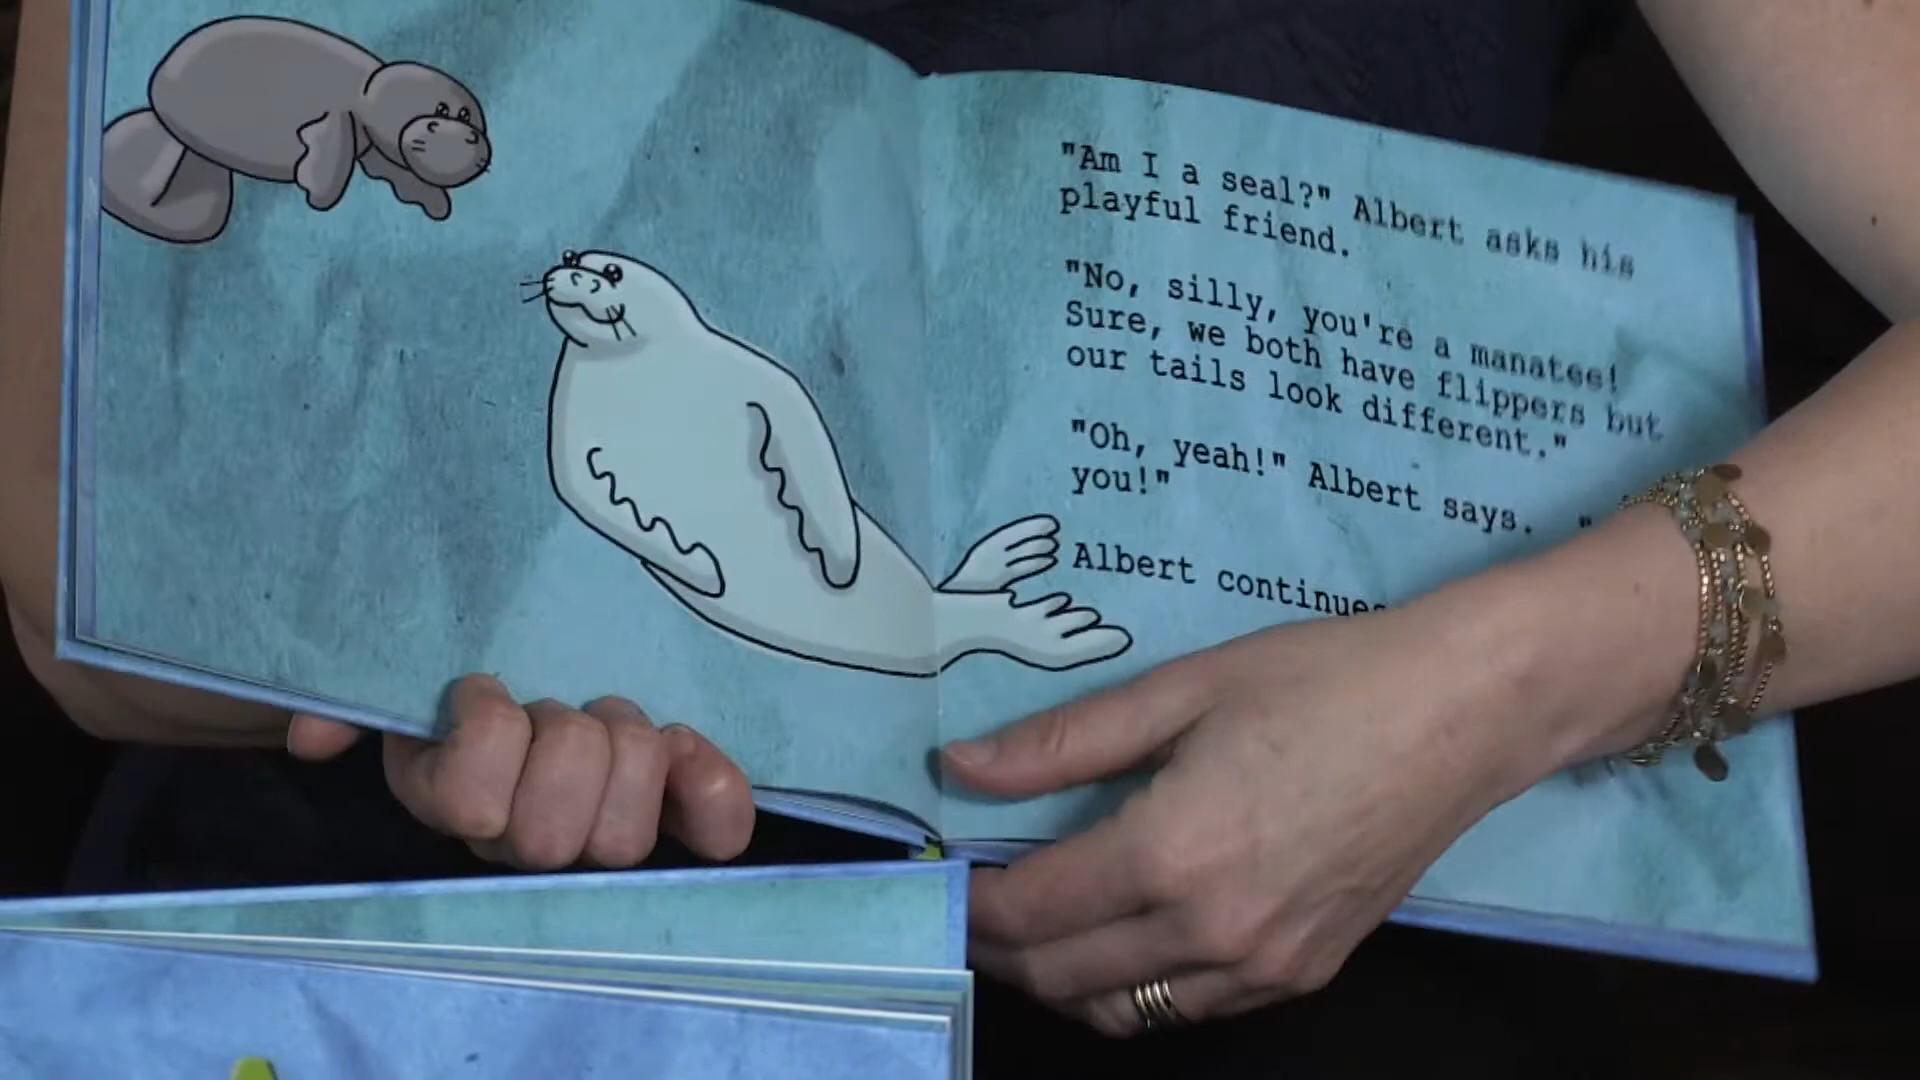 "Am I a seal?" Albert asks his
playful friend.
"No, silly, you're a manatee!
Sure, we both have flippers but
our tails look different."
"Oh, yeah!" Albert says. "
you!"
Albert continues